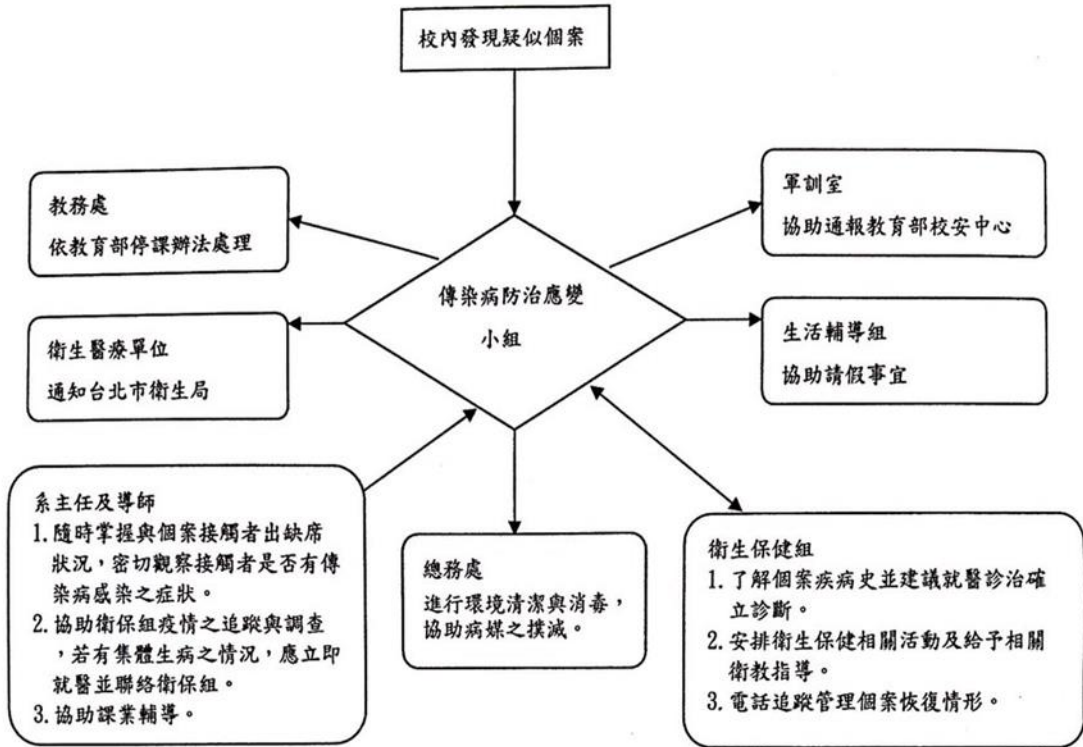 校內發現疑似個案
教務處
依教育部停課辦法處理
軍訓室
協助通報教育部校安中心
傳染病防治應變
小組
衛生醫療單位
通知台北市衛生局
生活輔導組
協助請假事宜
系主任及導師
1. 隨時掌握與個案接觸者出缺席
狀況，密切觀察接觸者是否有傳
染病感染之症狀。
2. 協助衛保組疫情之追蹤與調查
，若有集體生病之情況，應立即
就醫並聯絡衛保組。
3. 協助課業輔導。
總務處
進行環境清潔與消毒，
協助病媒之撲滅。
衛生保健組
1. 了解個案疾病史並建議就醫診治確
立診斷。
2. 安排衛生保健相關活動及給予相關
衛教指導。
3. 電話追蹤管理個案恢復情形。